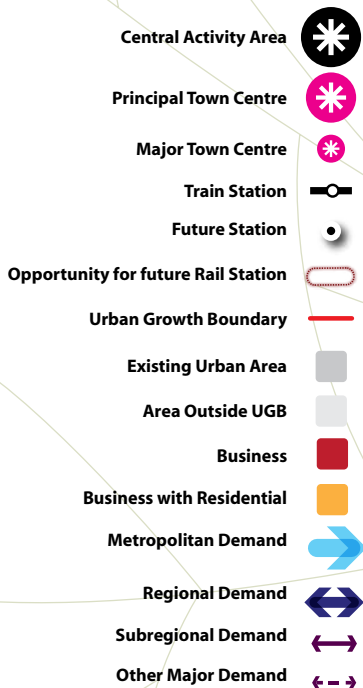 Central Activity Area
Principal Town Centre
Major Town Centre
Train Station
Future Station
Opportunity for future Rail Station
Urban Growth Boundary
Existing Urban Area
Area Outside UGB
Business
Business with Residential
Metropolitan Demand
Regional Demand
Subregional Demand
Other Major Demand